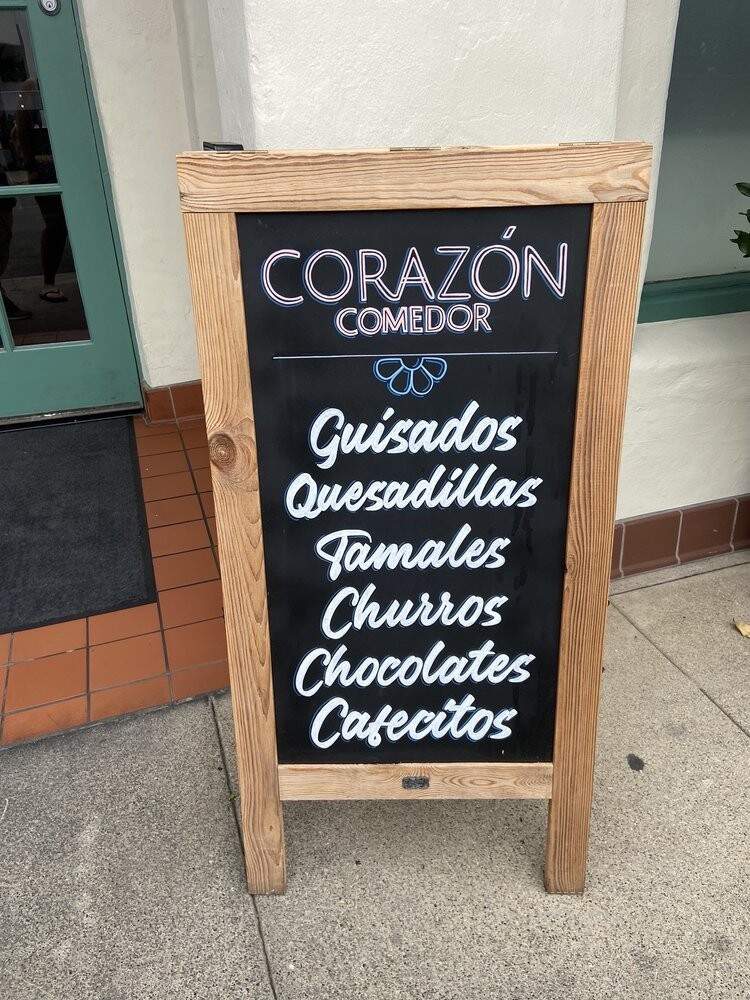 CORAZÓN
COMEDOR
Guisados
Quesadillas
Tamales
Churros
Chocolates
Cafecitos